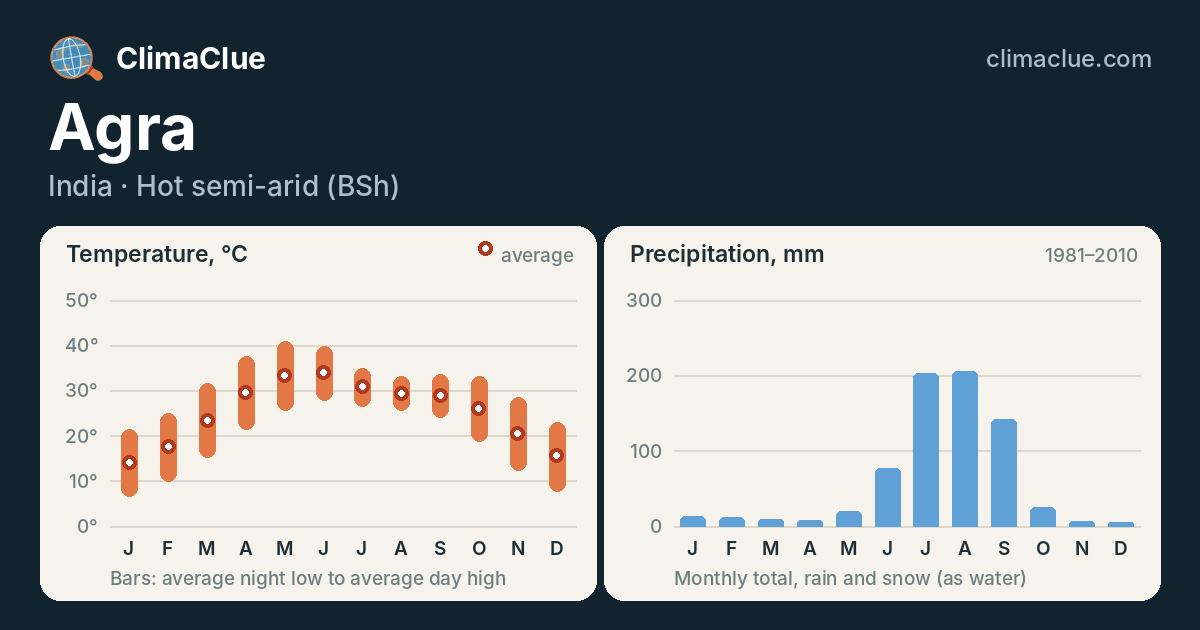 ClimaClue
climaclue.com
Agra
India · Hot semi-arid (BSh)
Temperature, °C
average
50°
40°
30°
20°
10°
0°
J F M A M J J A S O N D
Bars: average night low to average day high
Precipitation, mm
1981–2010
300
200
100
0
J F M A M J J A S O N D
Monthly total, rain and snow (as water)